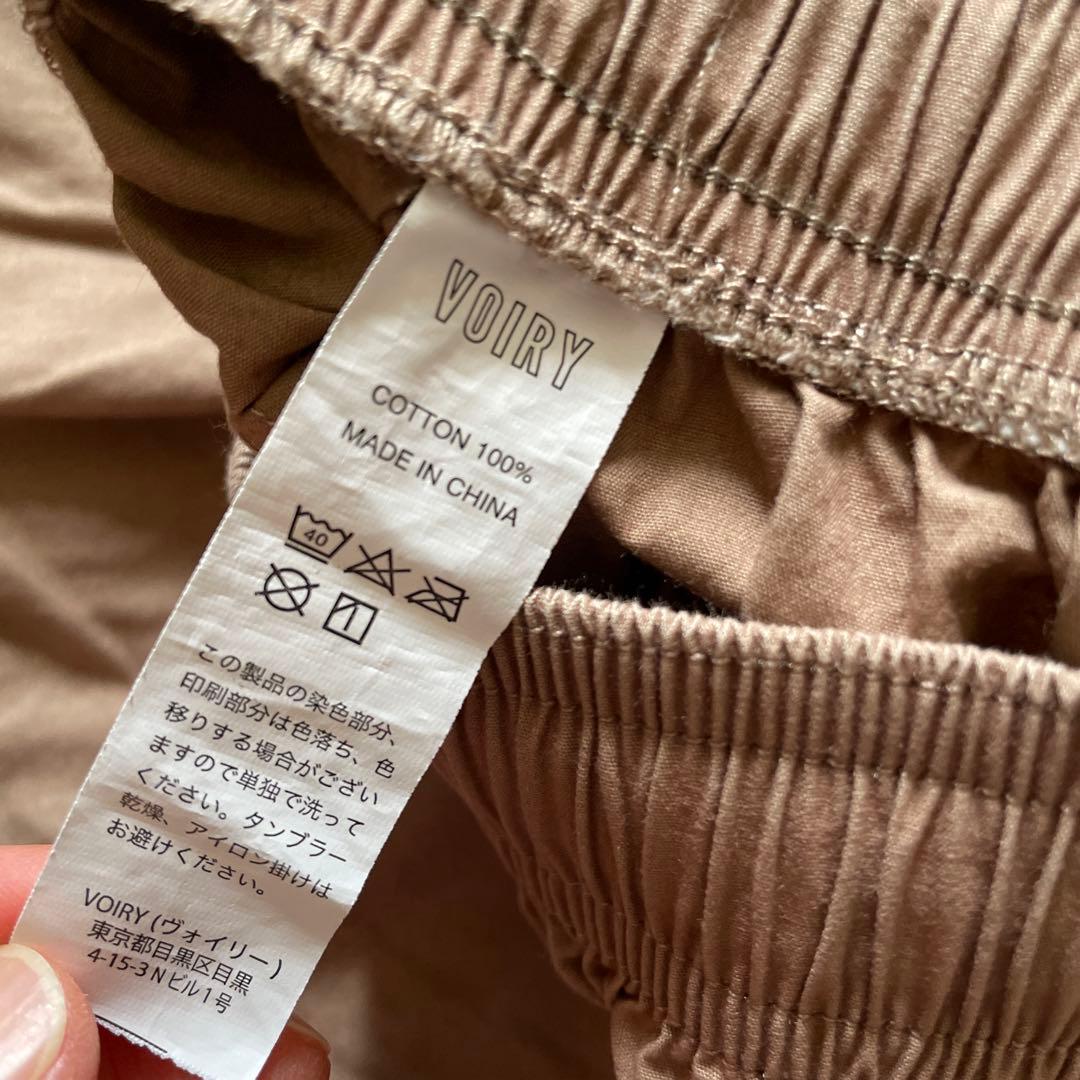 VOIRY
COTTON 100%
MADE IN CHINA
40
この製品の染色部分、
印刷部分は色落ち、色
移りする場合がござい
ますので単独で洗って
ください。タンブラー
乾燥、アイロン掛けは
お避けください。
VOIRY (ヴォイリー)
東京都目黒区目黒
4-15-3 N ビル 1 号